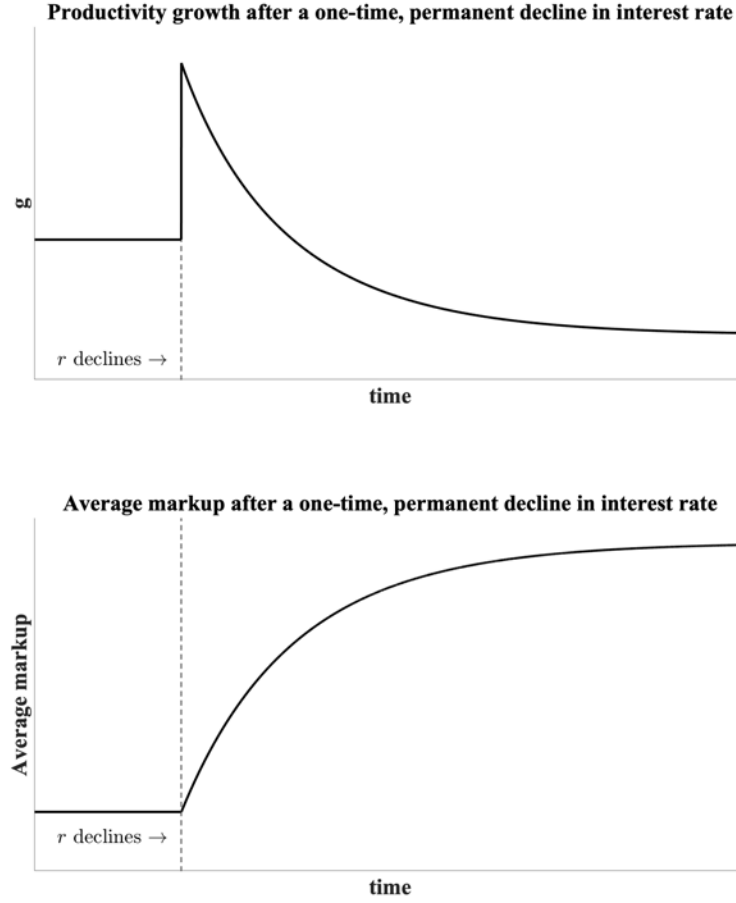 Productivity growth after a one-time, permanent decline in interest rate
g
r declines →
time
Average markup after a one-time, permanent decline in interest rate
Average markup
r declines →
time